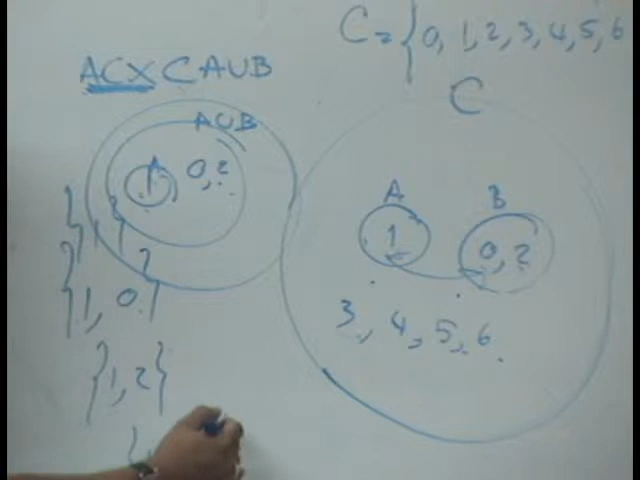 C = { 0, 1, 2, 3, 4, 5, 6
A C X C A U B
C
A U B
A
1 0, 2
A B
1 0, 2
{ 1 }
{ 1, 0 }
3, 4, 5, 6
{ 1, 2 }
{